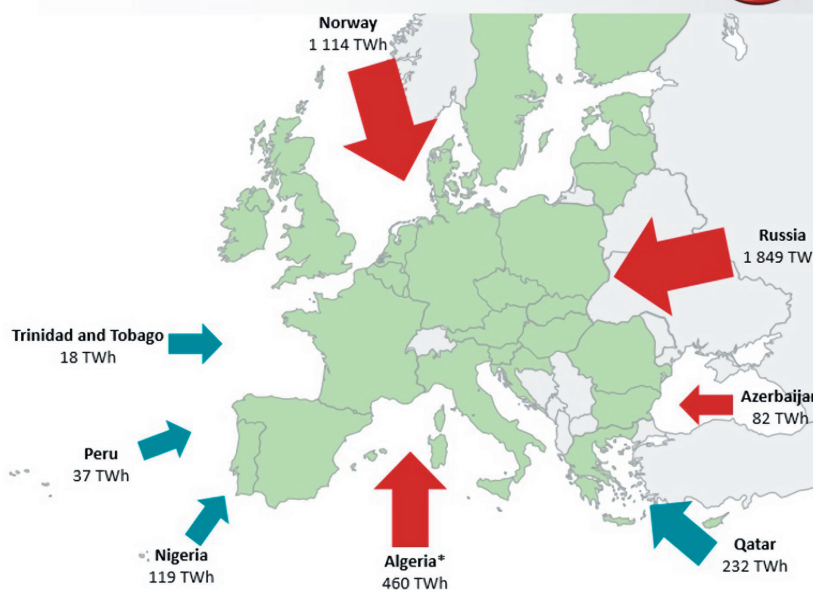 Norway
1 114 TWh
Russia
1 849 TW
Trinidad and Tobago
18 TWh
Azerbaijan
82 TWh
Peru
37 TWh
Nigeria
119 TWh
Algeria*
460 TWh
Qatar
232 TWh